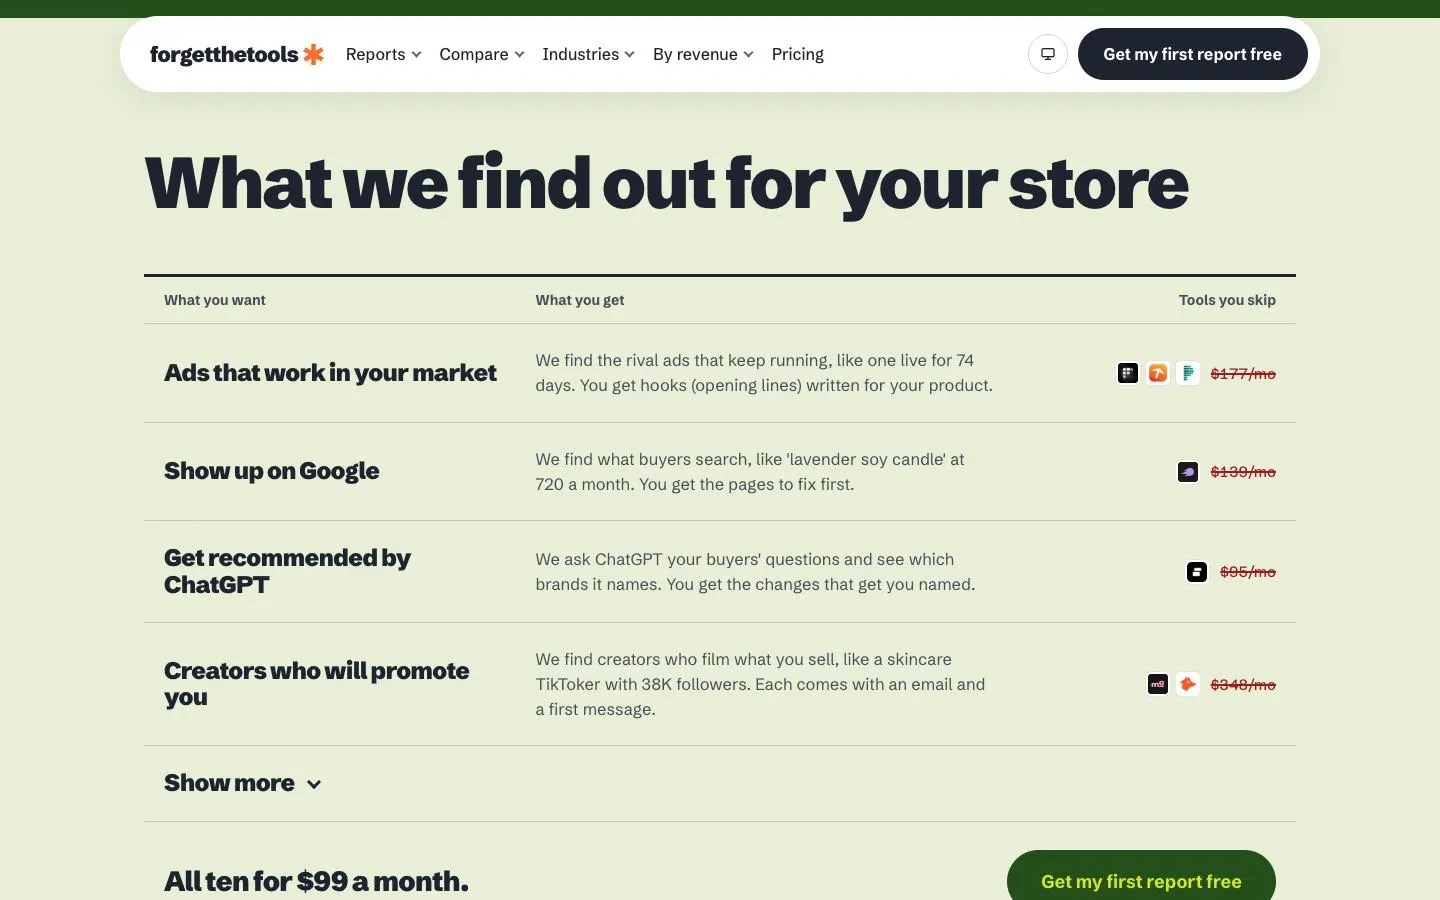 forgetthetools
Reports
Compare
Industries
By revenue
Pricing
Get my first report free
What we find out for your store
What you want
What you get
Tools you skip
Ads that work in your market
We find the rival ads that keep running, like one live for 74
days. You get hooks (opening lines) written for your product.
$177/mo
Show up on Google
We find what buyers search, like 'lavender soy candle' at
720 a month. You get the pages to fix first.
$139/mo
Get recommended by
ChatGPT
We ask ChatGPT your buyers' questions and see which
brands it names. You get the changes that get you named.
$95/mo
Creators who will promote
you
We find creators who film what you sell, like a skincare
TikToker with 38K followers. Each comes with an email and
a first message.
$348/mo
Show more
All ten for $99 a month.
Get my first report free